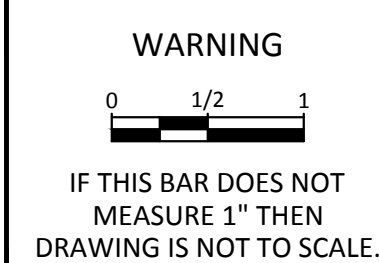 WARNING
0 1/2 1
IF THIS BAR DOES NOT
MEASURE 1" THEN
DRAWING IS NOT TO SCALE.